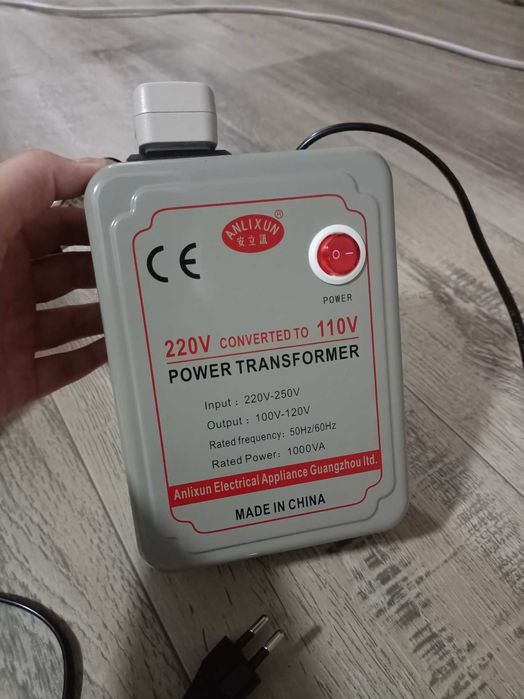 ANLIXUN ®
安立訊
CE
POWER
220V CONVERTED TO 110V
POWER TRANSFORMER
Input : 220V-250V
Output : 100V-120V
Rated frequency: 50Hz/60Hz
Rated Power: 1000VA
Anlixun Electrical Appliance Guangzhou ltd.
MADE IN CHINA